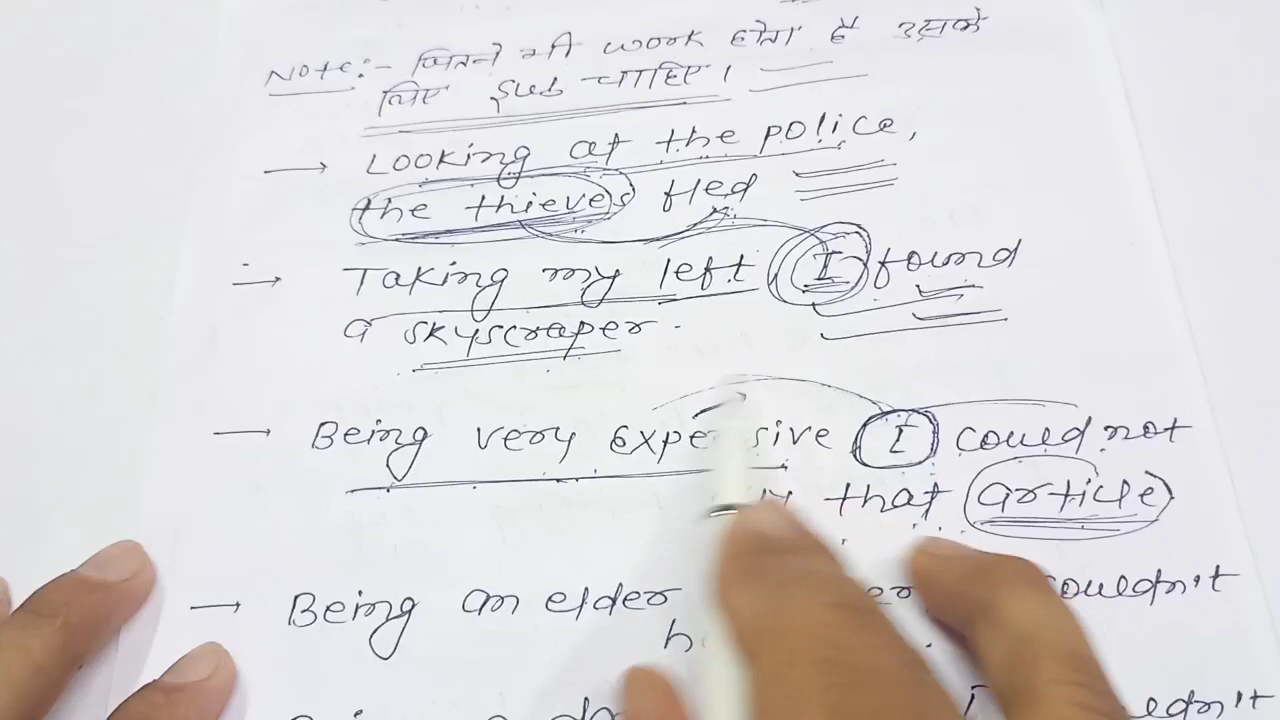 Note:- जितने भी work होता है उसके
लिए sub चाहिए।
→ Looking at the police,
the thieves fled
→ Taking my left I found
a skyscraper.
→ Being very expensive I could not
that article
→ Being an elder couldn't